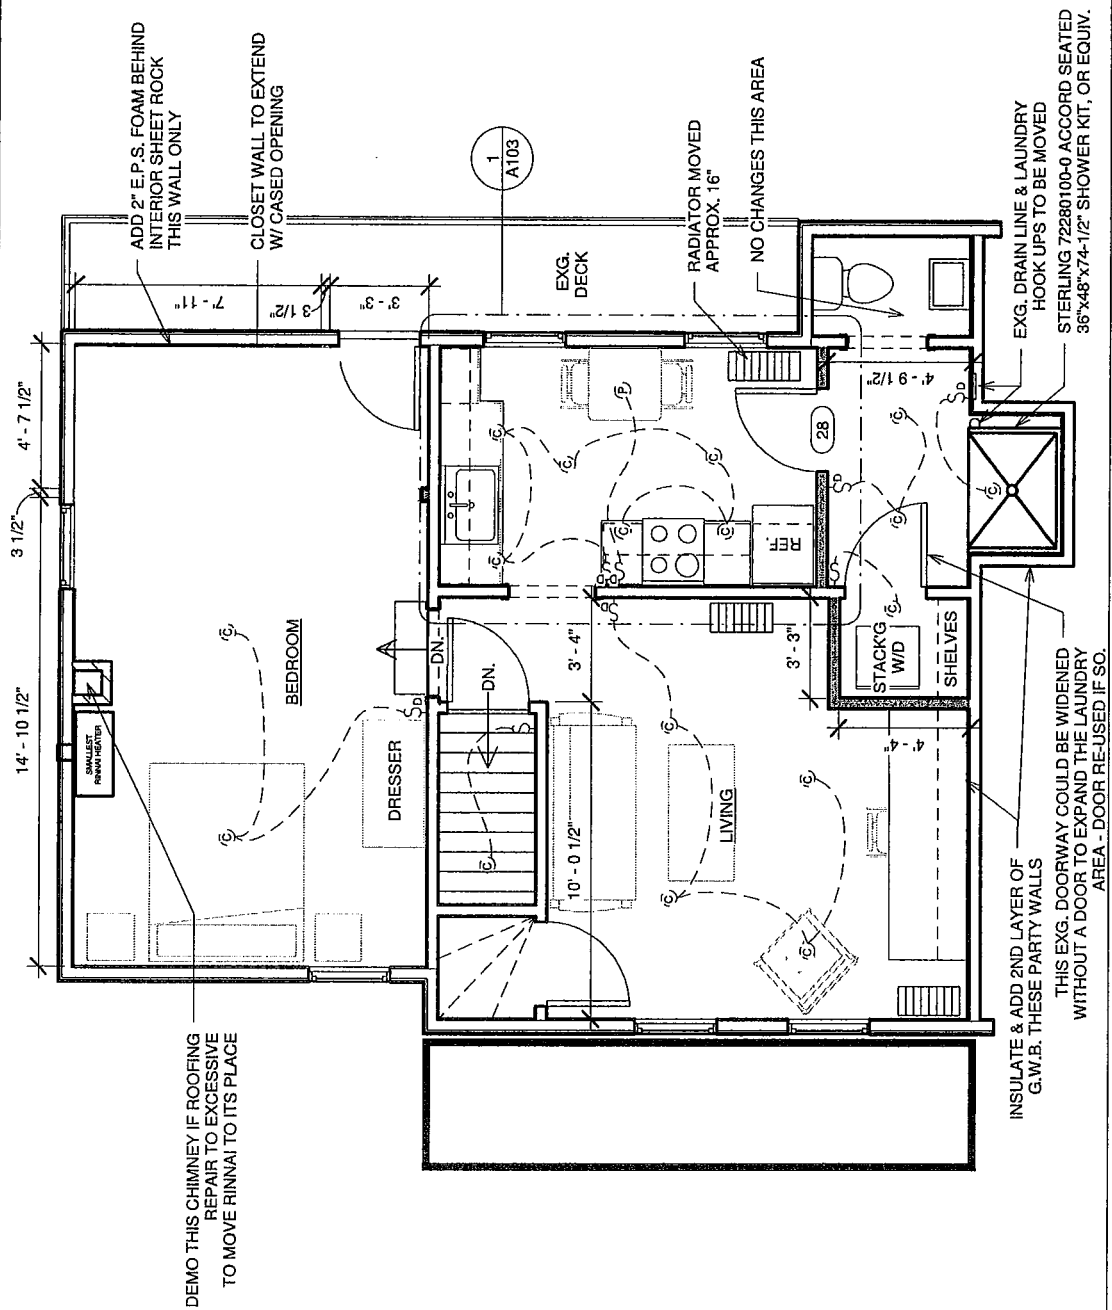 DEMO THIS CHIMNEY IF ROOFING
REPAIR TO EXCESSIVE
TO MOVE RINNAI TO ITS PLACE
14' - 10 1/2"
3 1/2"
4' - 7 1/2"
ADD 2" E.P.S. FOAM BEHIND
INTERIOR SHEET ROCK
THIS WALL ONLY
CLOSET WALL TO EXTEND
W/ CASED OPENING
7' - 11"
3 1/2"
3' - 3"
1
A103
EXG.
DECK
RADIATOR MOVED
APPROX. 16"
NO CHANGES THIS AREA
SMALLEST
RINNAI HEATER
BEDROOM
DRESSER
DN.
DN.
C
C
S D
S
C
C
C
C
C
C
C
P
S
S
S
REF.
28
4' - 9 1/2"
3' - 4"
10' - 0 1/2"
3' - 3"
4' - 4"
LIVING
C
C
C
C
S D
S
S D
C
C
C
C
STACK'G
W/D
SHELVES
EXG. DRAIN LINE & LAUNDRY
HOOK UPS TO BE MOVED
STERLING 72280100-0 ACCORD SEATED
36"x48"x74-1/2" SHOWER KIT, OR EQUIV.
INSULATE & ADD 2ND LAYER OF
G.W.B. THESE PARTY WALLS
THIS EXG. DOORWAY COULD BE WIDENED
WITHOUT A DOOR TO EXPAND THE LAUNDRY
AREA - DOOR RE-USED IF SO.